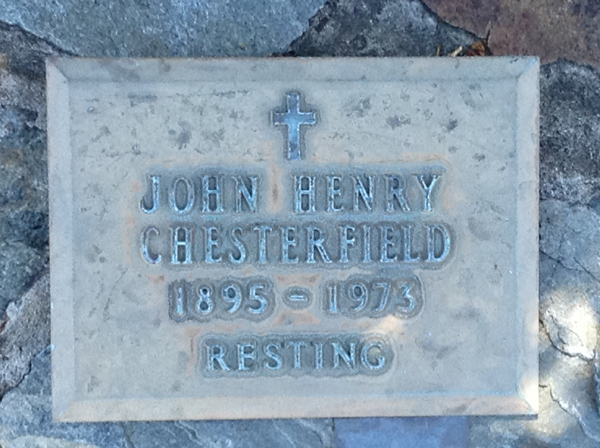 JOHN HENRY
CHESTERFIELD
1895 - 1973
RESTING